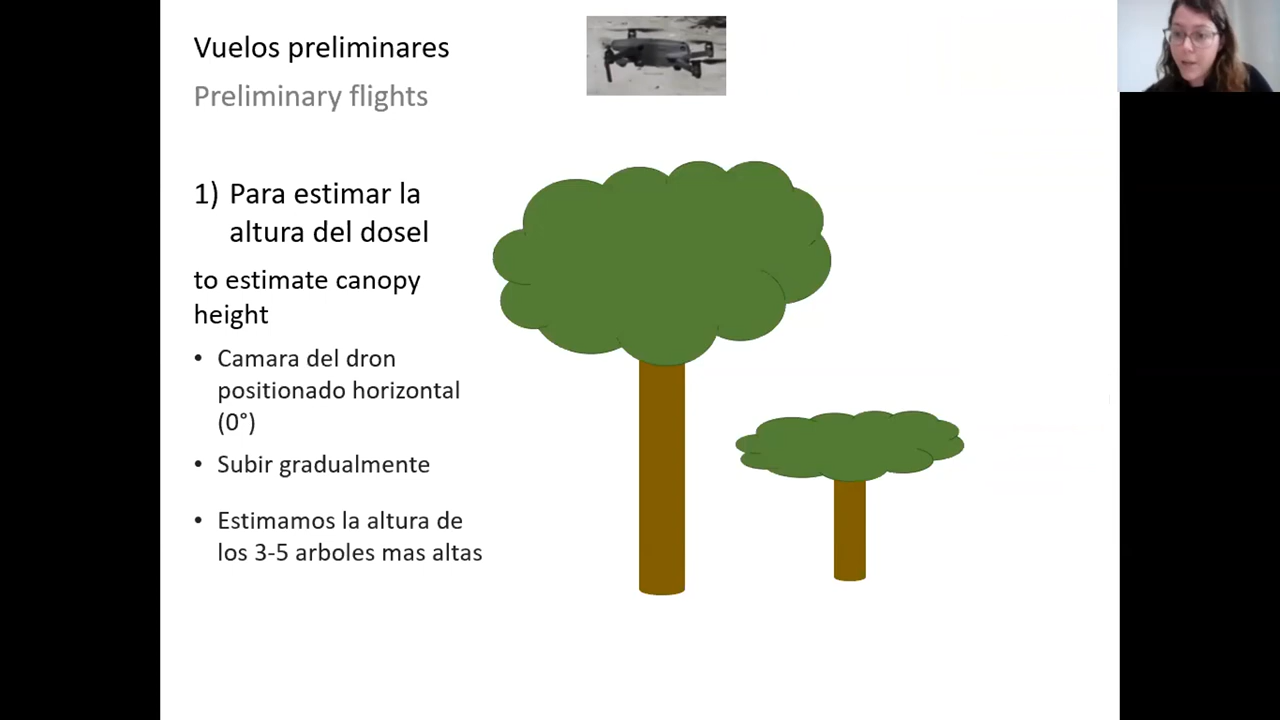 Vuelos preliminares
Preliminary flights
1) Para estimar la
altura del dosel
to estimate canopy
height
• Camara del dron
positionado horizontal
(0°)
• Subir gradualmente
• Estimamos la altura de
los 3-5 arboles mas altas